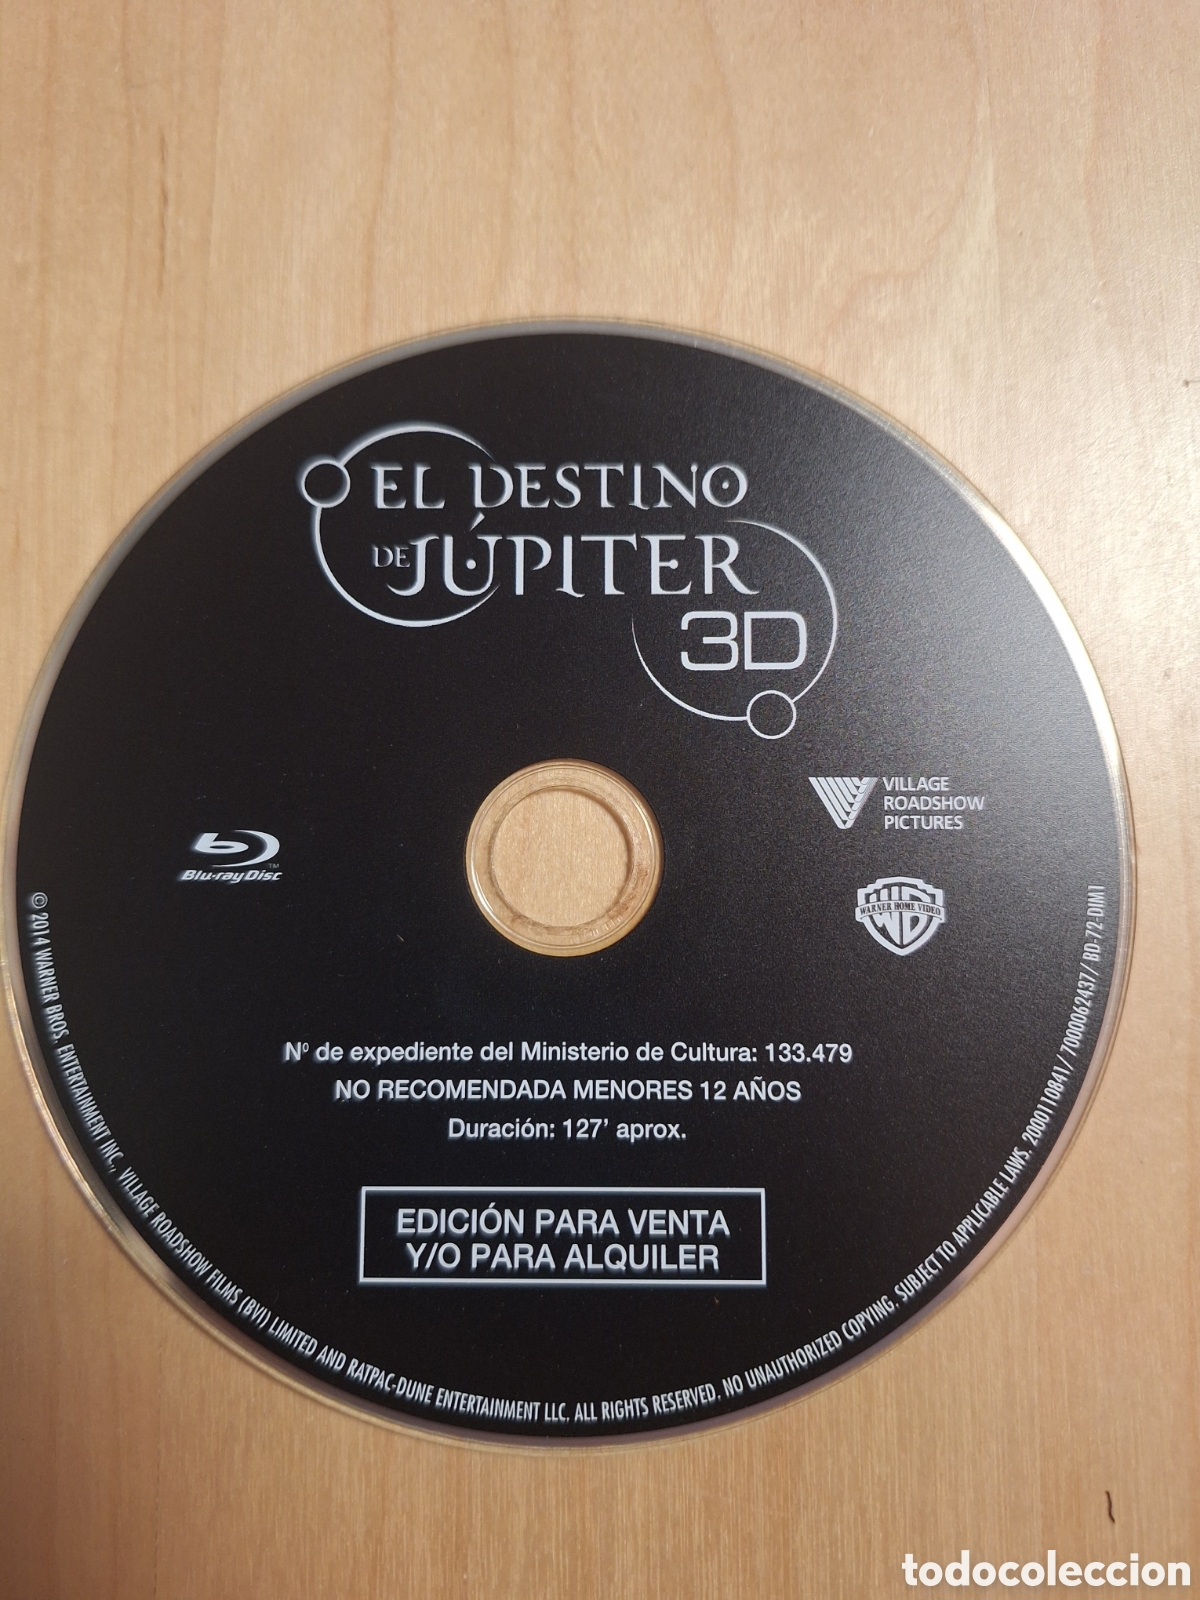 EL DESTINO
DE JÚPITER
3D
VILLAGE
ROADSHOW
PICTURES
Blu-ray Disc™
WARNER HOME VIDEO
Nº de expediente del Ministerio de Cultura: 133.479
NO RECOMENDADA MENORES 12 AÑOS
Duración: 127’ aprox.
EDICIÓN PARA VENTA
Y/O PARA ALQUILER
© 2014 WARNER BROS. ENTERTAINMENT INC., VILLAGE ROADSHOW FILMS (BVI) LIMITED AND RATPAC-DUNE ENTERTAINMENT LLC. ALL RIGHTS RESERVED. NO UNAUTHORIZED COPYING. SUBJECT TO APPLICABLE LAWS. 2000110841/ 7000062437/ BD-72-DIM1
todocoleccion